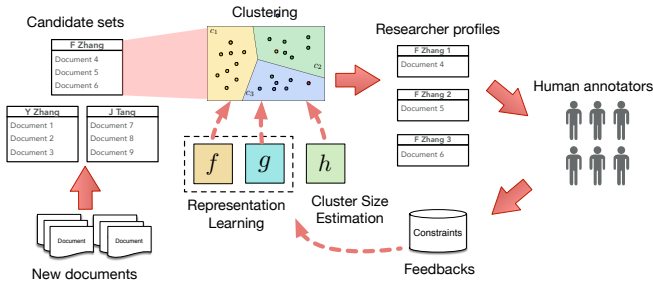 Candidate sets
F Zhang
Document 4
Document 5
Document 6
Y Zhang
Document 1
Document 2
Document 3
J Tang
Document 7
Document 8
Document 9
Document
Document
New documents
Clustering
c1
c2
c3
f
g
h
Representation
Learning
Cluster Size
Estimation
Researcher profiles
F Zhang 1
Document 4
F Zhang 2
Document 5
F Zhang 3
Document 6
Human annotators
Constraints
Feedbacks